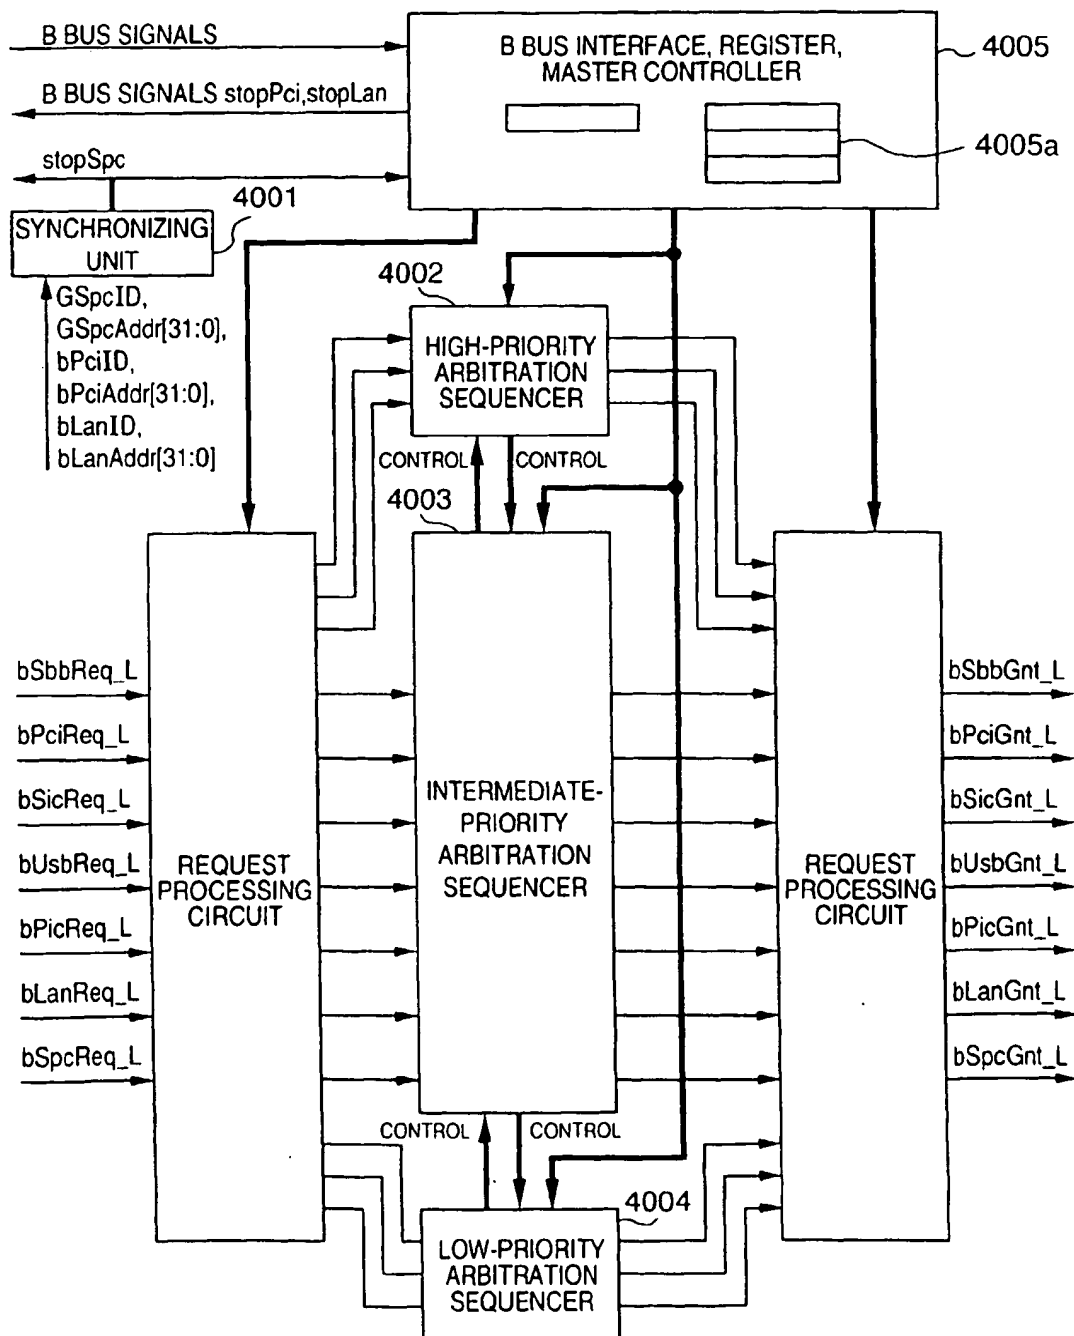 B BUS SIGNALS
B BUS SIGNALS stopPci,stopLan
stopSpc
B BUS INTERFACE, REGISTER,
MASTER CONTROLLER
4005
4005a
4001
SYNCHRONIZING
UNIT
GSpcID,
GSpcAddr[31:0],
bPciID,
bPciAddr[31:0],
bLanID,
bLanAddr[31:0]
4002
HIGH-PRIORITY
ARBITRATION
SEQUENCER
CONTROL
CONTROL
4003
bSbbReq_L
bPciReq_L
bSicReq_L
bUsbReq_L
bPicReq_L
bLanReq_L
bSpcReq_L
REQUEST
PROCESSING
CIRCUIT
INTERMEDIATE-
PRIORITY
ARBITRATION
SEQUENCER
REQUEST
PROCESSING
CIRCUIT
bSbbGnt_L
bPciGnt_L
bSicGnt_L
bUsbGnt_L
bPicGnt_L
bLanGnt_L
bSpcGnt_L
CONTROL
CONTROL
4004
LOW-PRIORITY
ARBITRATION
SEQUENCER